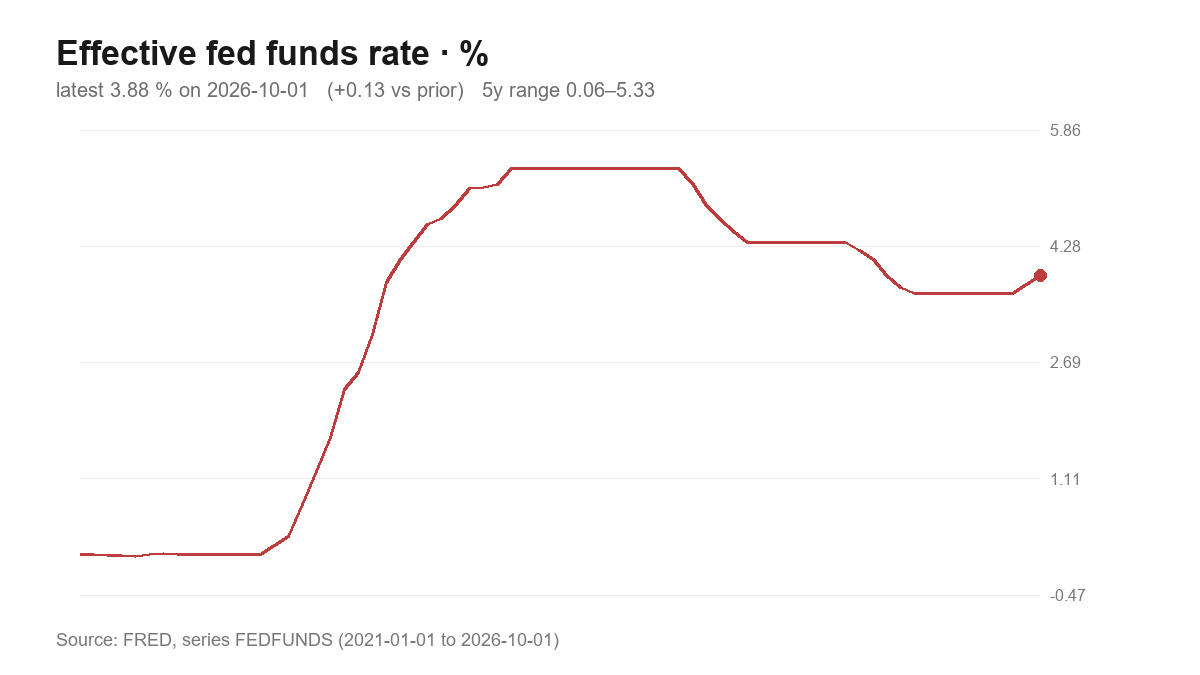 Effective fed funds rate · %
latest 3.88 % on 2026-10-01 (+0.13 vs prior) 5y range 0.06–5.33
5.86
4.28
2.69
1.11
-0.47
Source: FRED, series FEDFUNDS (2021-01-01 to 2026-10-01)